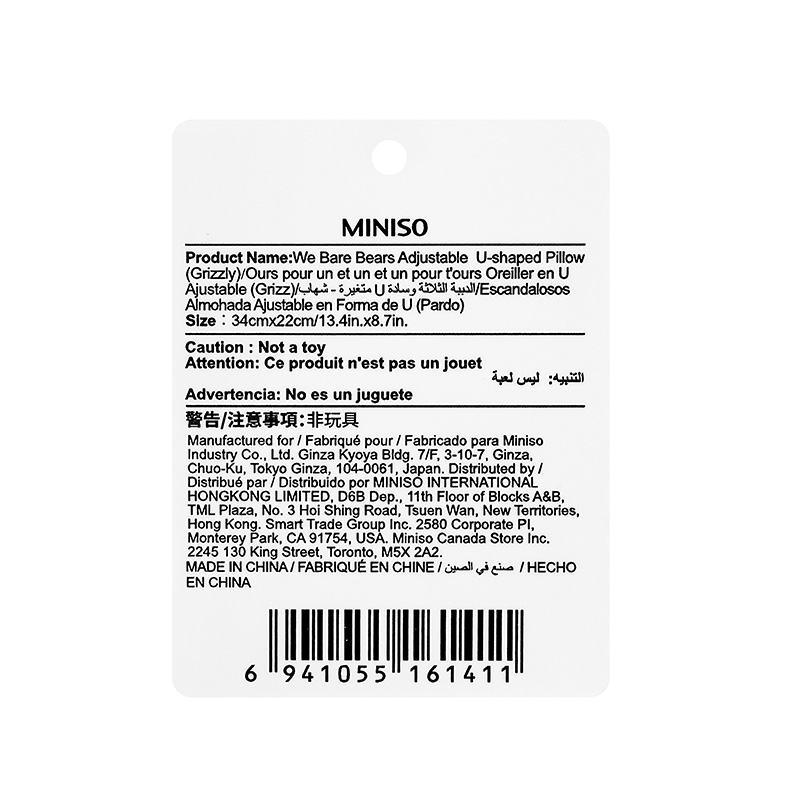 MINISO
Product Name:We Bare Bears Adjustable U-shaped Pillow
(Grizzly)/Ours pour un et un et un pour t'ours Oreiller en U
Ajustable (Grizz)/الدببة الثلاثة وسادة U متغيرة - شهاب/Escandalosos
Almohada Ajustable en Forma de U (Pardo)
Size：34cmx22cm/13.4in.x8.7in.
Caution : Not a toy
Attention: Ce produit n'est pas un jouet
التنبيه: ليس لعبة
Advertencia: No es un juguete
警告/注意事項：非玩具
Manufactured for / Fabriqué pour / Fabricado para Miniso
Industry Co., Ltd. Ginza Kyoya Bldg. 7/F, 3-10-7, Ginza,
Chuo-Ku, Tokyo Ginza, 104-0061, Japan. Distributed by /
Distribué par / Distribuido por MINISO INTERNATIONAL
HONGKONG LIMITED, D6B Dep., 11th Floor of Blocks A&B,
TML Plaza, No. 3 Hoi Shing Road, Tsuen Wan, New Territories,
Hong Kong. Smart Trade Group Inc. 2580 Corporate Pl,
Monterey Park, CA 91754, USA. Miniso Canada Store Inc.
2245 130 King Street, Toronto, M5X 2A2.
MADE IN CHINA / FABRIQUÉ EN CHINE / صنع في الصين / HECHO
EN CHINA
6 941055 161411